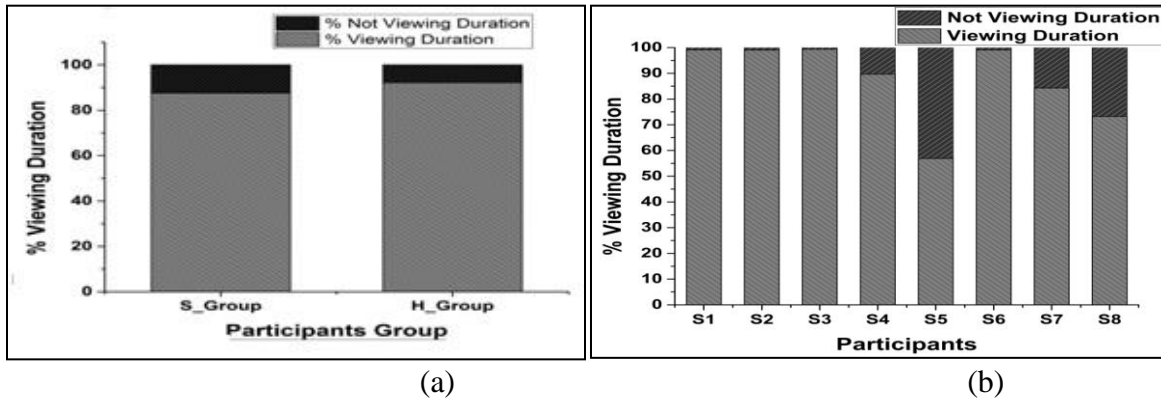 % Not Viewing Duration
% Viewing Duration
% Viewing Duration
100
80
60
40
20
0
S_Group H_Group
Participants Group
(a)
Not Viewing Duration
Viewing Duration
% Viewing Duration
100
90
80
70
60
50
40
30
20
10
0
S1 S2 S3 S4 S5 S6 S7 S8
Participants
(b)